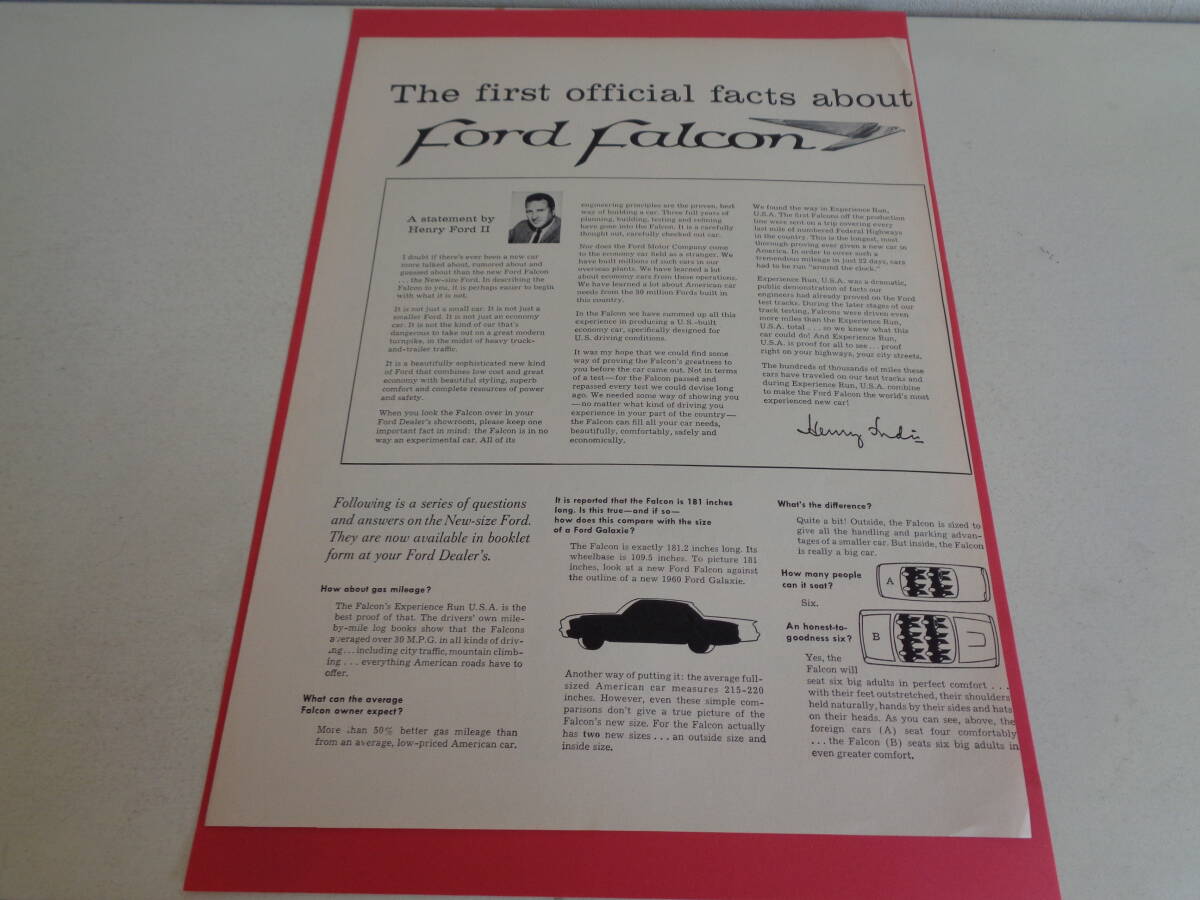 The first official facts about
Ford Falcon
A statement by
Henry Ford II
I doubt if there's ever been a new car
more talked about, rumored about and
guessed about than the new Ford Falcon
... the New-size Ford. In describing the
Falcon to you, it is perhaps easier to begin
with what it is not.
It is not just a small car. It is not just a
smaller Ford. It is not just an economy
car. It is not the kind of car that's
dangerous to take out on a great modern
turnpike, in the midst of heavy truck-
and-trailer traffic.
It is a beautifully sophisticated new kind
of Ford that combines low cost and great
economy with beautiful styling, superb
comfort and complete resources of power
and safety.
When you look the Falcon over in your
Ford Dealer's showroom, please keep one
important fact in mind: the Falcon is in no
way an experimental car. All of its
engineering principles are the proven, best
way of building a car. Three full years of
planning, building, testing and refining
have gone into the Falcon. It is a carefully
thought out, carefully checked out car.
Nor does the Ford Motor Company come
to the economy car field as a stranger. We
have built millions of such cars in our
overseas plants. We have learned a lot
about economy cars from these operations.
We have learned a lot about American car
needs from the 50 million Fords built in
this country.
In the Falcon we have summed up all this
experience in producing a U.S.-built
economy car, specifically designed for
U.S. driving conditions.
It was my hope that we could find some
way of proving the Falcon's greatness to
you before the car came out. Not in terms
of a test—for the Falcon passed and
repassed every test we could devise long
ago. We needed some way of showing you
—no matter what kind of driving you
experience in your part of the country—
the Falcon can fill all your car needs,
beautifully, comfortably, safely and
economically.
We found the way in Experience Run,
U.S.A. The first Falcons off the production
line were sent on a trip covering every
last mile of numbered Federal Highways
in the country. This is the longest, most
thorough proving ever given a new car in
America. In order to cover such a
tremendous mileage in just 22 days, cars
had to be run "around the clock."
Experience Run, U.S.A. was a dramatic,
public demonstration of facts our
engineers had already proved on the Ford
test tracks. During the later stages of our
track testing, Falcons were driven even
more miles than the Experience Run,
U.S.A. total ... so we knew what this
car could do! And Experience Run,
U.S.A. is proof for all to see ... proof
right on your highways, your city streets.
The hundreds of thousands of miles these
cars have traveled on our test tracks and
during Experience Run, U.S.A. combine
to make the Ford Falcon the world's most
experienced new car!
Henry Ford II
Following is a series of questions
and answers on the New-size Ford.
They are now available in booklet
form at your Ford Dealer's.
How about gas mileage?
The Falcon's Experience Run U.S.A. is the
best proof of that. The drivers' own mile-
by-mile log books show that the Falcons
averaged over 30 M.P.G. in all kinds of driv-
ing ... including city traffic, mountain climb-
ing ... everything American roads have to
offer.
What can the average
Falcon owner expect?
More than 50% better gas mileage than
from an average, low-priced American car.
It is reported that the Falcon is 181 inches
long. Is this true—and if so—
how does this compare with the size
of a Ford Galaxie?
The Falcon is exactly 181.2 inches long. Its
wheelbase is 109.5 inches. To picture 181
inches, look at a new Ford Falcon against
the outline of a new 1960 Ford Galaxie.
Another way of putting it: the average full-
sized American car measures 215-220
inches. However, even these simple com-
parisons don't give a true picture of the
Falcon's new size. For the Falcon actually
has two new sizes ... an outside size and
inside size.
What's the difference?
Quite a bit! Outside, the Falcon is sized to
give all the handling and parking advan-
tages of a smaller car. But inside, the Falcon
is really a big car.
How many people
can it seat?
Six.
A
An honest-to-
goodness six?
B
Yes, the
Falcon will
seat six big adults in perfect comfort ...
with their feet outstretched, their shoulders
held naturally, hands by their sides and hats
on their heads. As you can see, above, the
foreign cars (A) seat four comfortably
... the Falcon (B) seats six big adults in
even greater comfort.